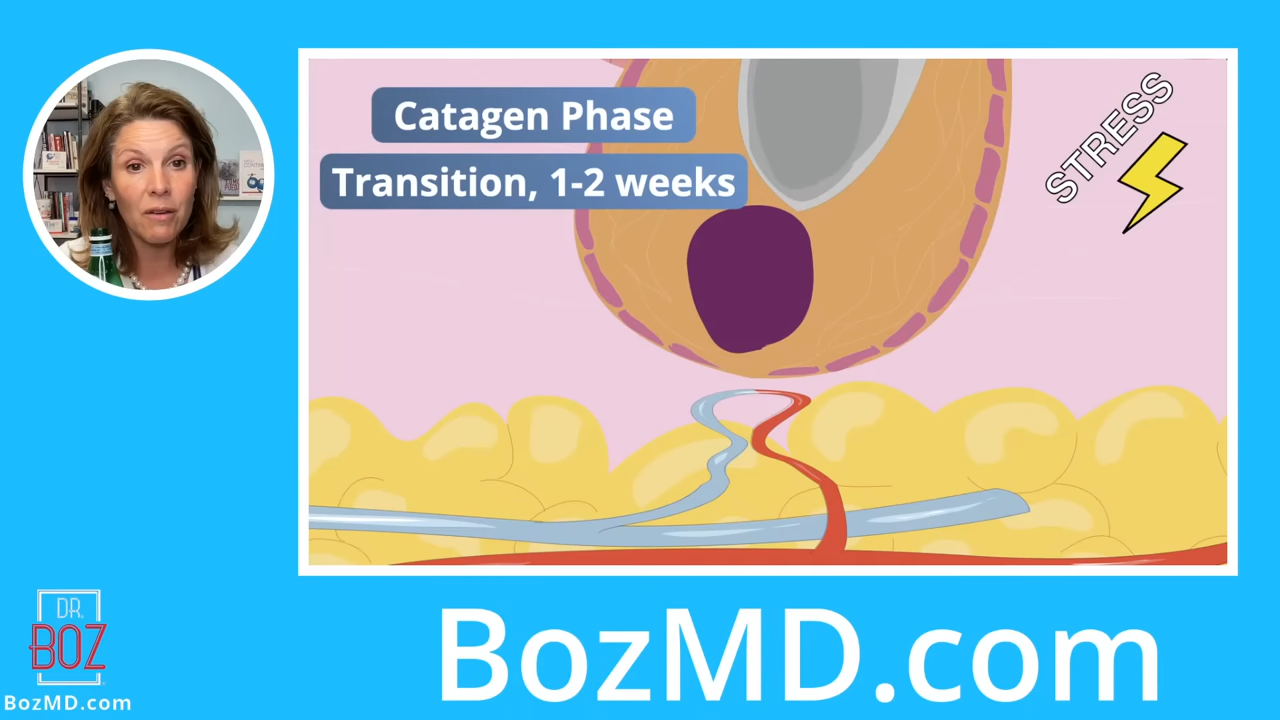 Catagen Phase
Transition, 1-2 weeks
STRESS
DR.
BOZ
BozMD.com
BozMD.com